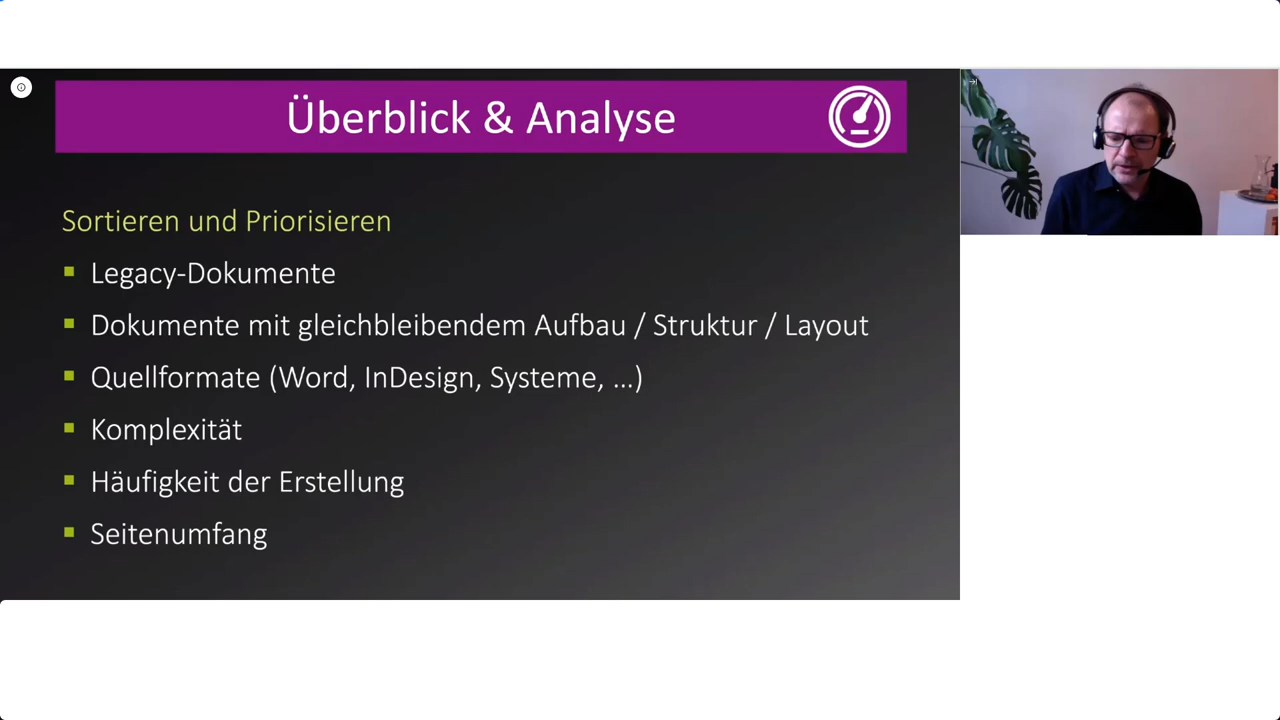 Überblick & Analyse
Sortieren und Priorisieren
Legacy-Dokumente
Dokumente mit gleichbleibendem Aufbau / Struktur / Layout
Quellformate (Word, InDesign, Systeme, ...)
Komplexität
Häufigkeit der Erstellung
Seitenumfang